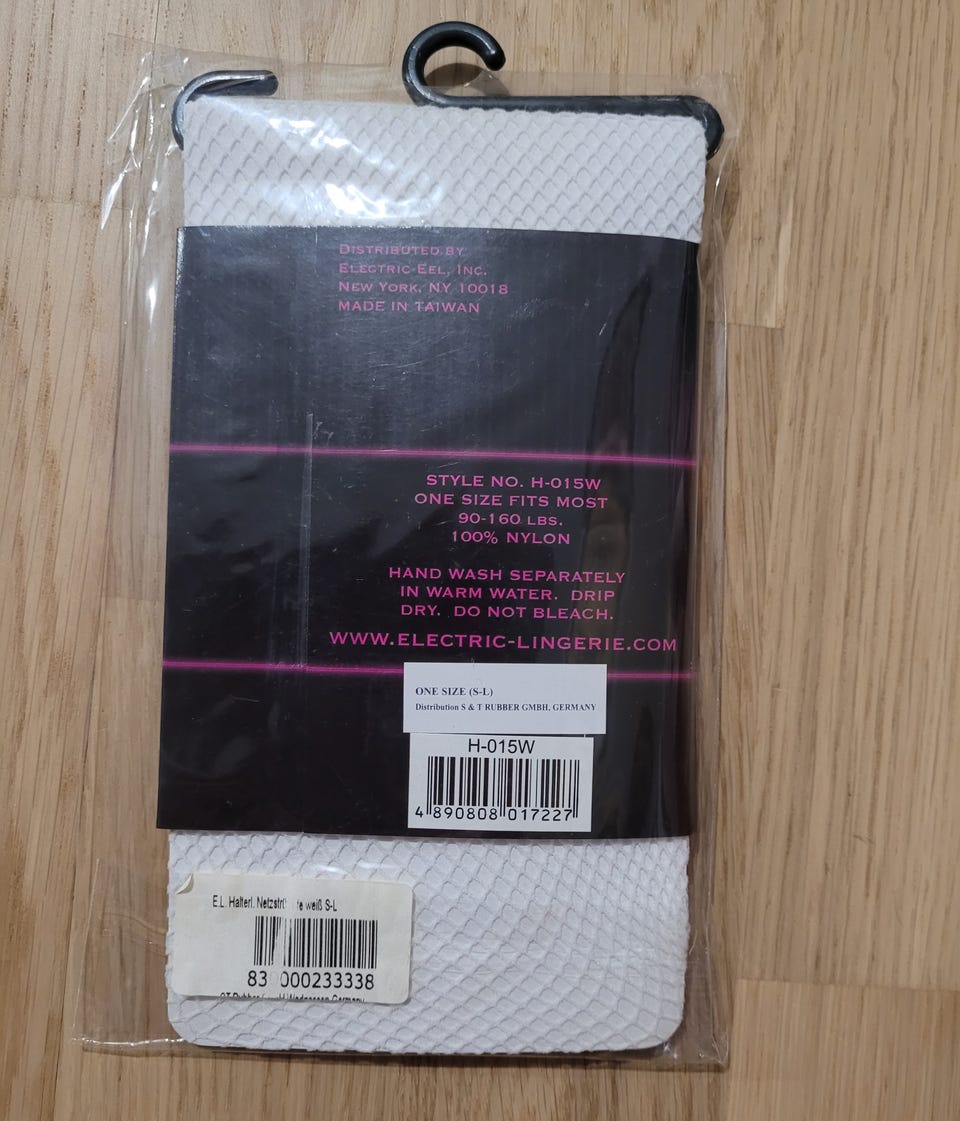 DISTRIBUTED BY
ELECTRIC EEL, INC.
NEW YORK, NY 10018
MADE IN TAIWAN
STYLE NO. H-015W
ONE SIZE FITS MOST
90-160 LBS.
100% NYLON
HAND WASH SEPARATELY
IN WARM WATER. DRIP
DRY. DO NOT BLEACH.
WWW.ELECTRIC-LINGERIE.COM
ONE SIZE (S-L)
Distribution S & T RUBBER GMBH, GERMANY
H-015W
4 890808 017227
E.L. Halterl. weiß S-L
000233338
Germany